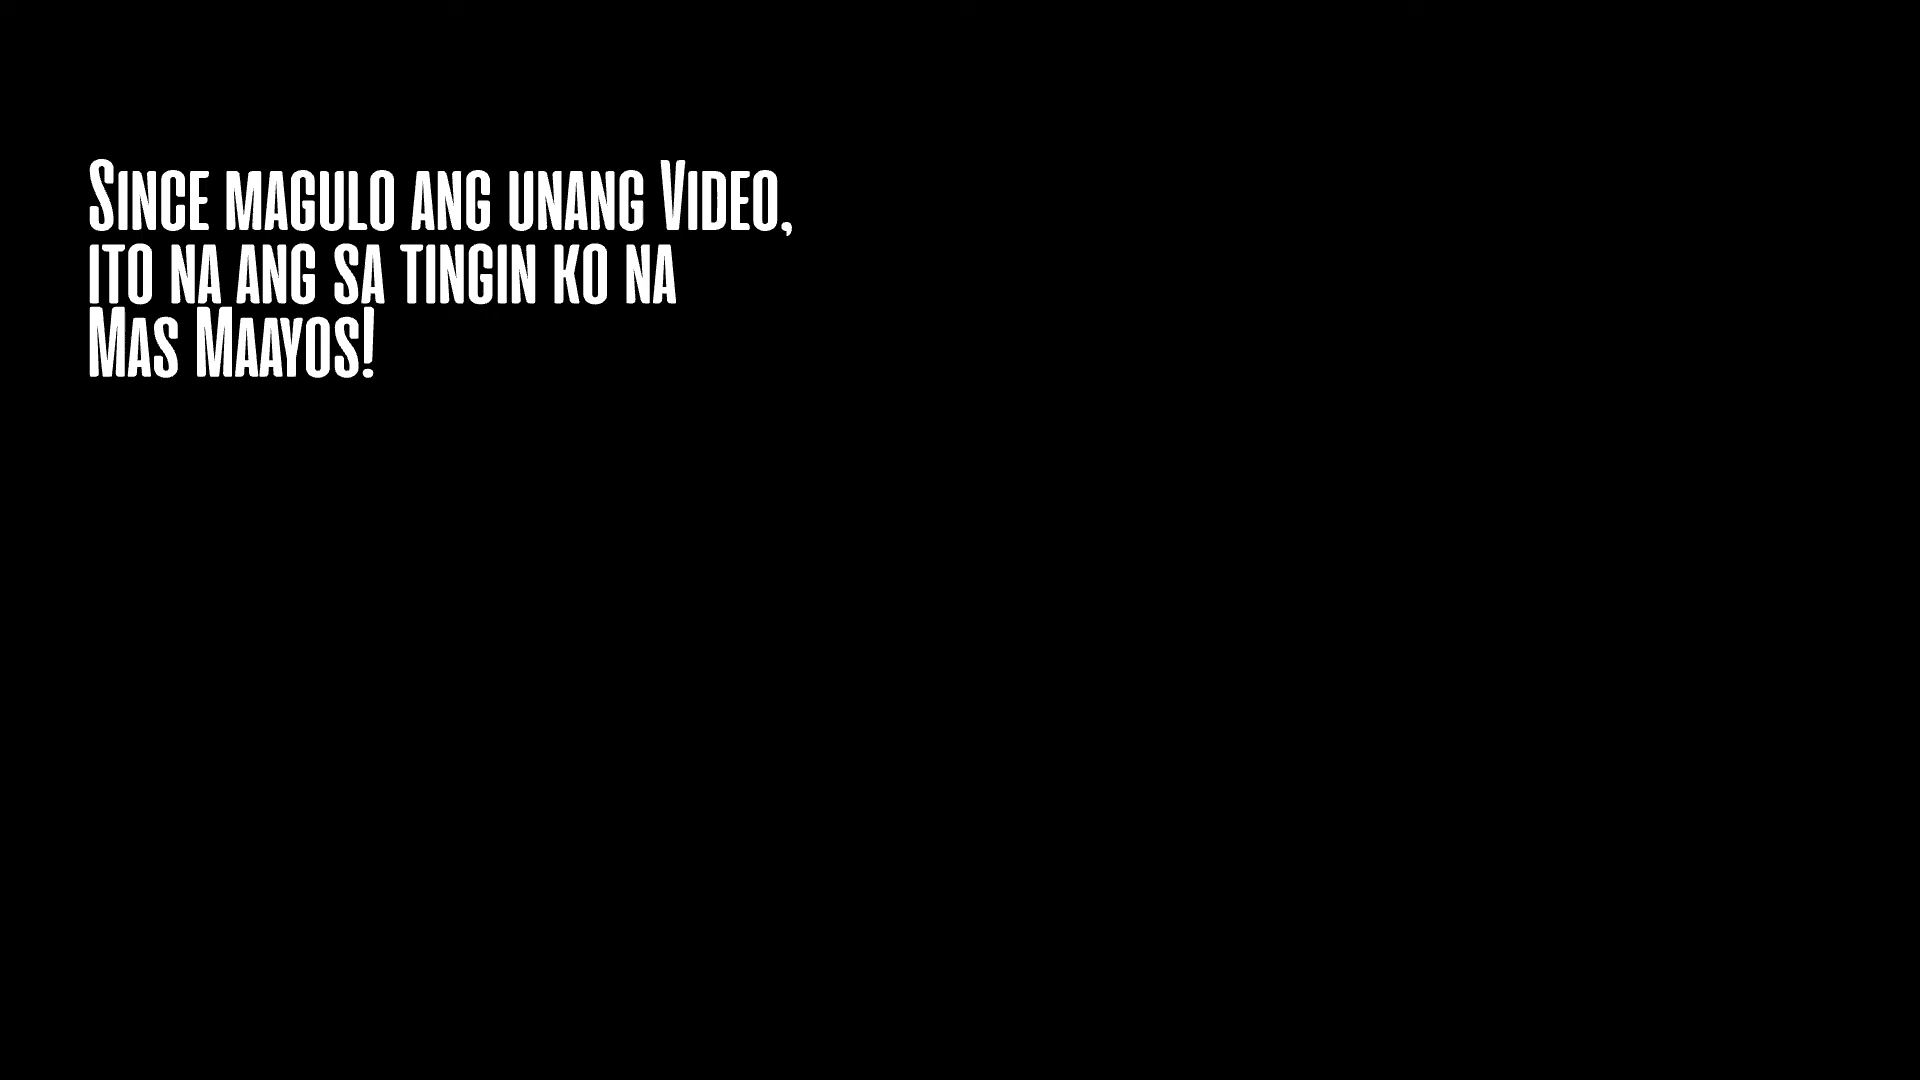 Since magulo ang unang Video,
ito na ang sa tingin ko na
Mas Maayos!